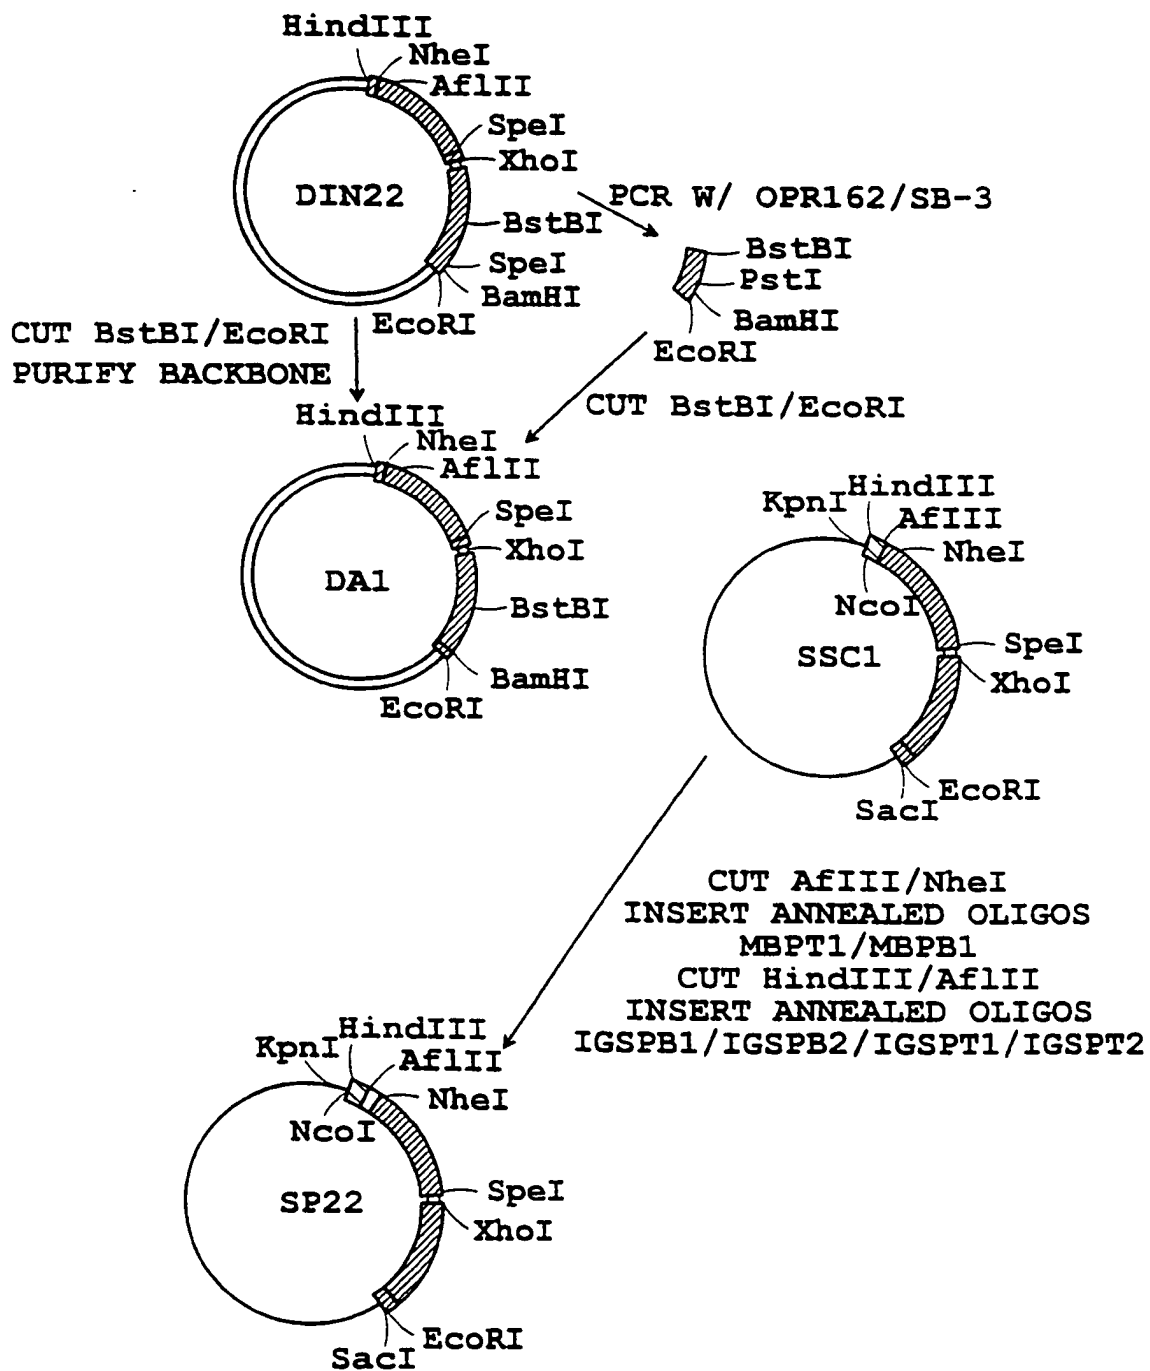 HindIII
NheI
AflII
SpeI
XhoI
DIN22
PCR W/ OPR162/SB-3
BstBI
BstBI
PstI
SpeI
BamHI
BamHI
EcoRI
EcoRI
CUT BstBI/EcoRI
PURIFY BACKBONE
CUT BstBI/EcoRI
HindIII
NheI
AflII
SpeI
XhoI
DA1
BstBI
BamHI
EcoRI
KpnI
HindIII
AfIII
NheI
NcoI
SpeI
SSC1
XhoI
EcoRI
SacI
CUT AfIII/NheI
INSERT ANNEALED OLIGOS
MBPT1/MBPB1
CUT HindIII/AflII
INSERT ANNEALED OLIGOS
IGSPB1/IGSPB2/IGSPT1/IGSPT2
KpnI
HindIII
AflII
NheI
NcoI
SpeI
SP22
XhoI
EcoRI
SacI